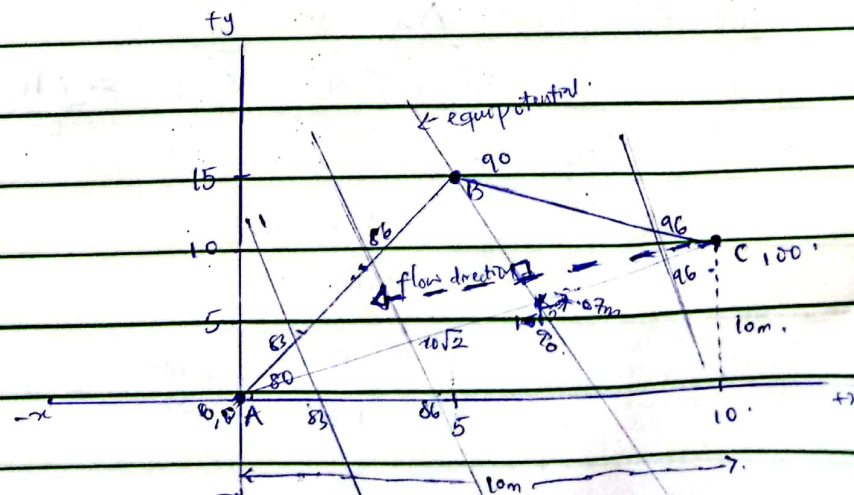 +y
← equipotential.
15
90
B
86
96
10
C, 100.
flow direction
96
5
.07m
10m.
83
10√2
90.
80
-x
0,0
A
83
86
5
10.
+x
10m